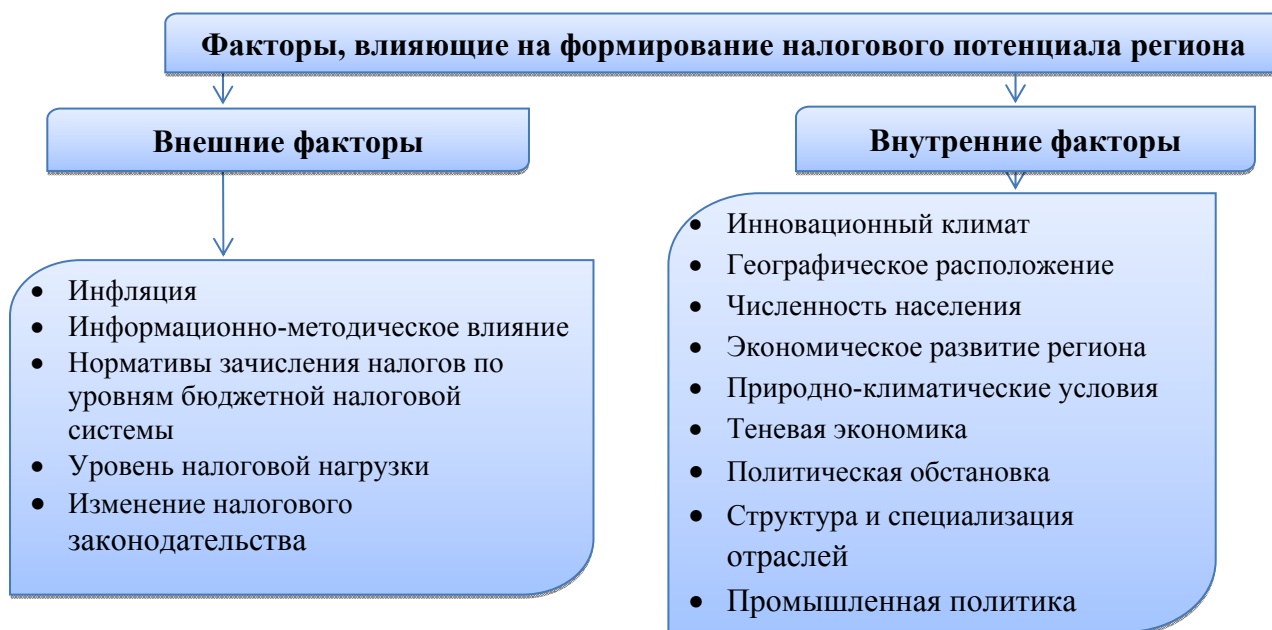 Факторы, влияющие на формирование налогового потенциала региона
Внешние факторы
• Инфляция
• Информационно-методическое влияние
• Нормативы зачисления налогов по
уровням бюджетной налоговой
системы
• Уровень налоговой нагрузки
• Изменение налогового
законодательства
Внутренние факторы
• Инновационный климат
• Географическое расположение
• Численность населения
• Экономическое развитие региона
• Природно-климатические условия
• Теневая экономика
• Политическая обстановка
• Структура и специализация
отраслей
• Промышленная политика